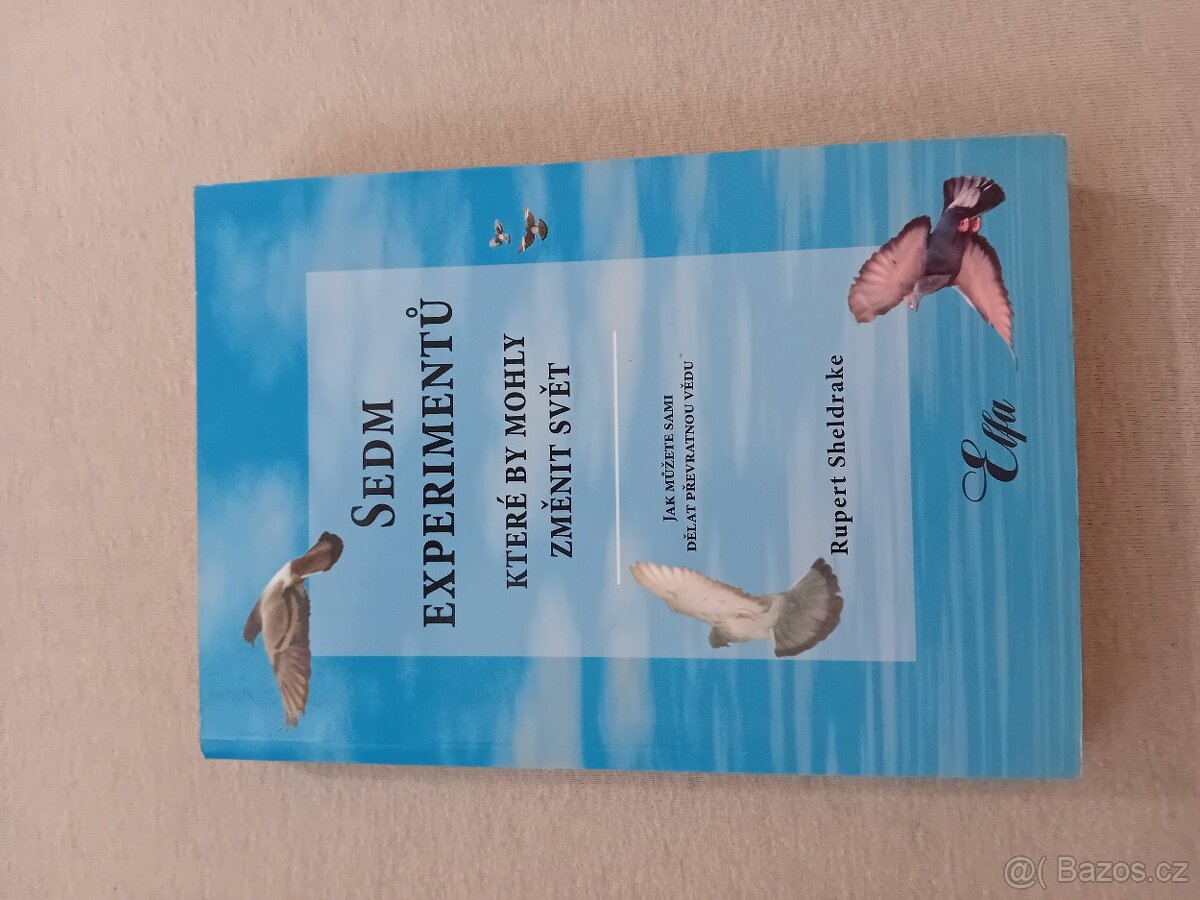 SEDM
EXPERIMENTŮ
KTERÉ BY MOHLY
ZMĚNIT SVĚT
JAK MŮŽETE SAMI
DĚLAT PŘEVRATNOU VĚDU
Rupert Sheldrake
Elfa
@( Bazos.cz